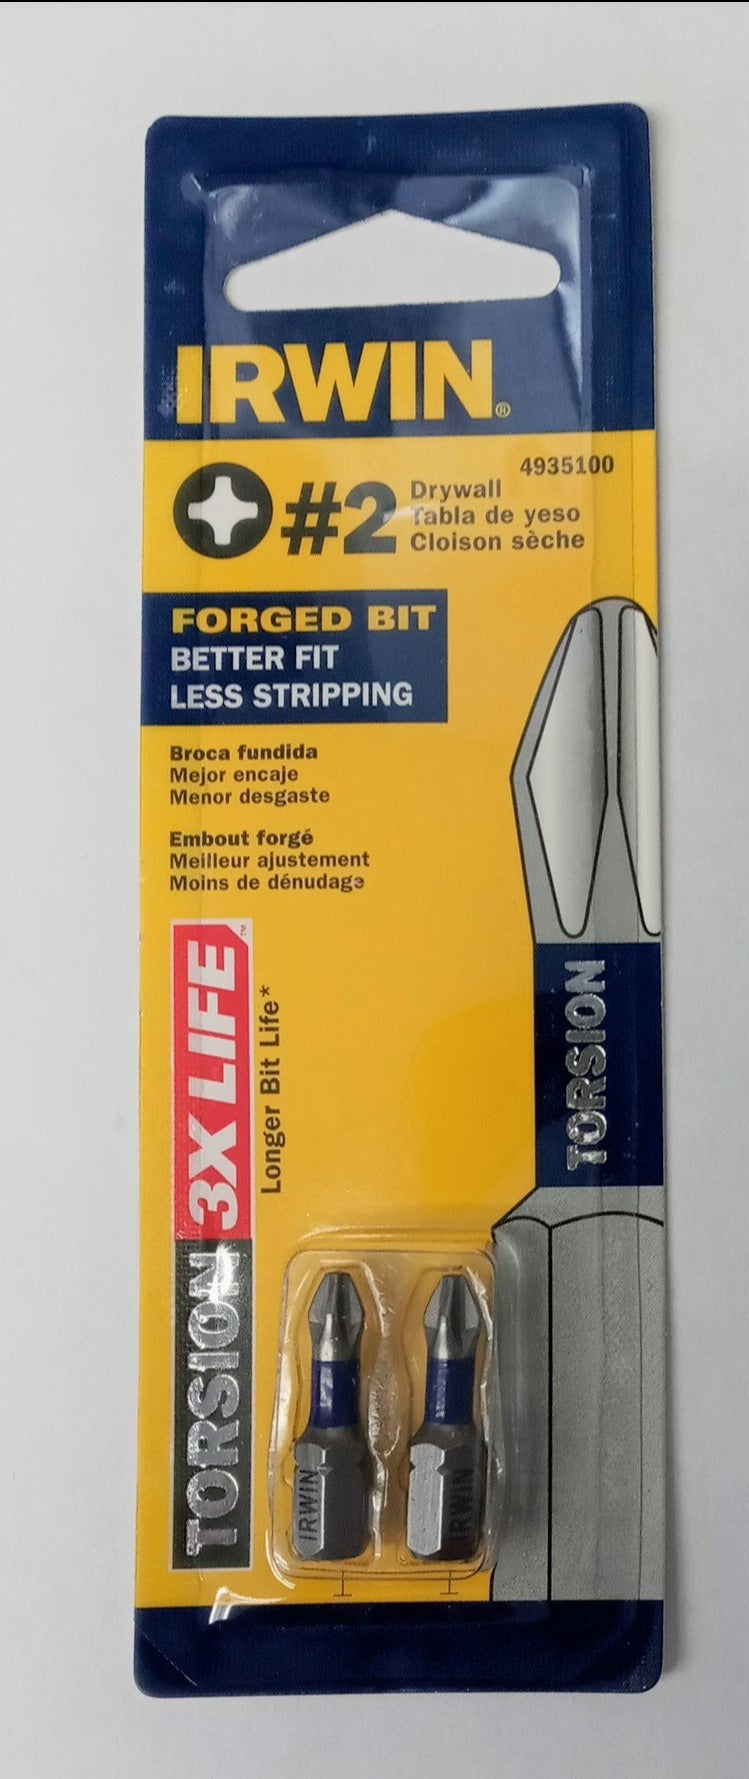 IRWIN®
4935100
#2
Drywall
Tabla de yeso
Cloison sèche
FORGED BIT
BETTER FIT
LESS STRIPPING
Broca fundida
Mejor encaje
Menor desgaste
Embout forgé
Meilleur ajustement
Moins de dénudage
TORSION 3X LIFE™
Longer Bit Life*
TORSION
IRWIN
IRWIN